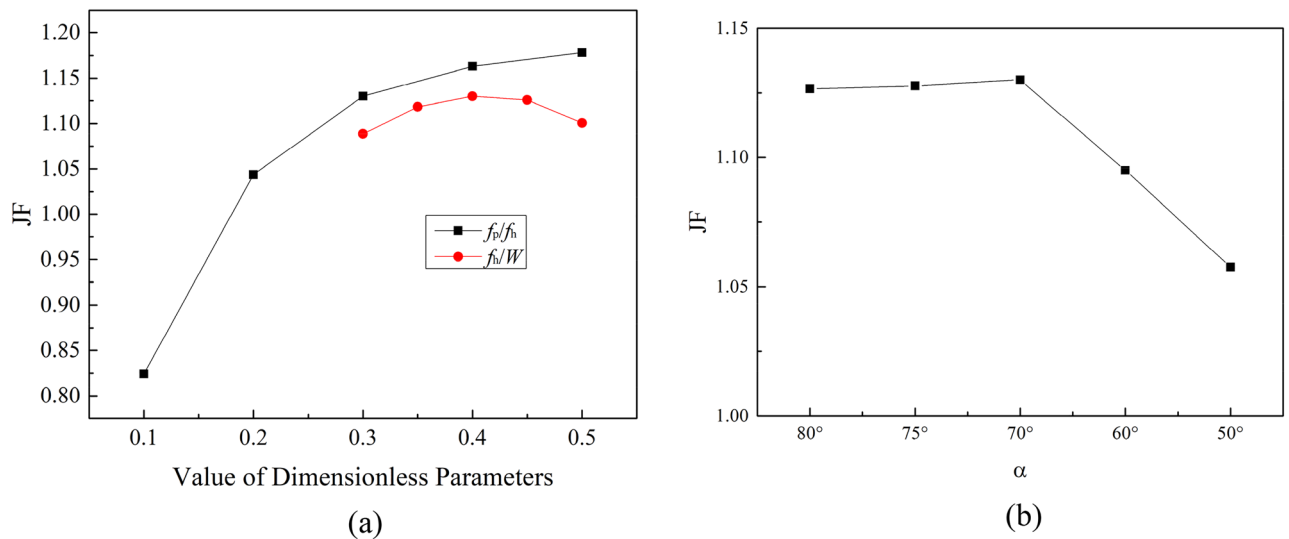 1.20
1.15
1.10
1.05
1.00
0.95
0.90
0.85
0.80
JF
fp/fh
fh/W
0.1 0.2 0.3 0.4 0.5
Value of Dimensionless Parameters
(a)
1.15
1.10
1.05
1.00
JF
80° 75° 70° 60° 50°
α
(b)